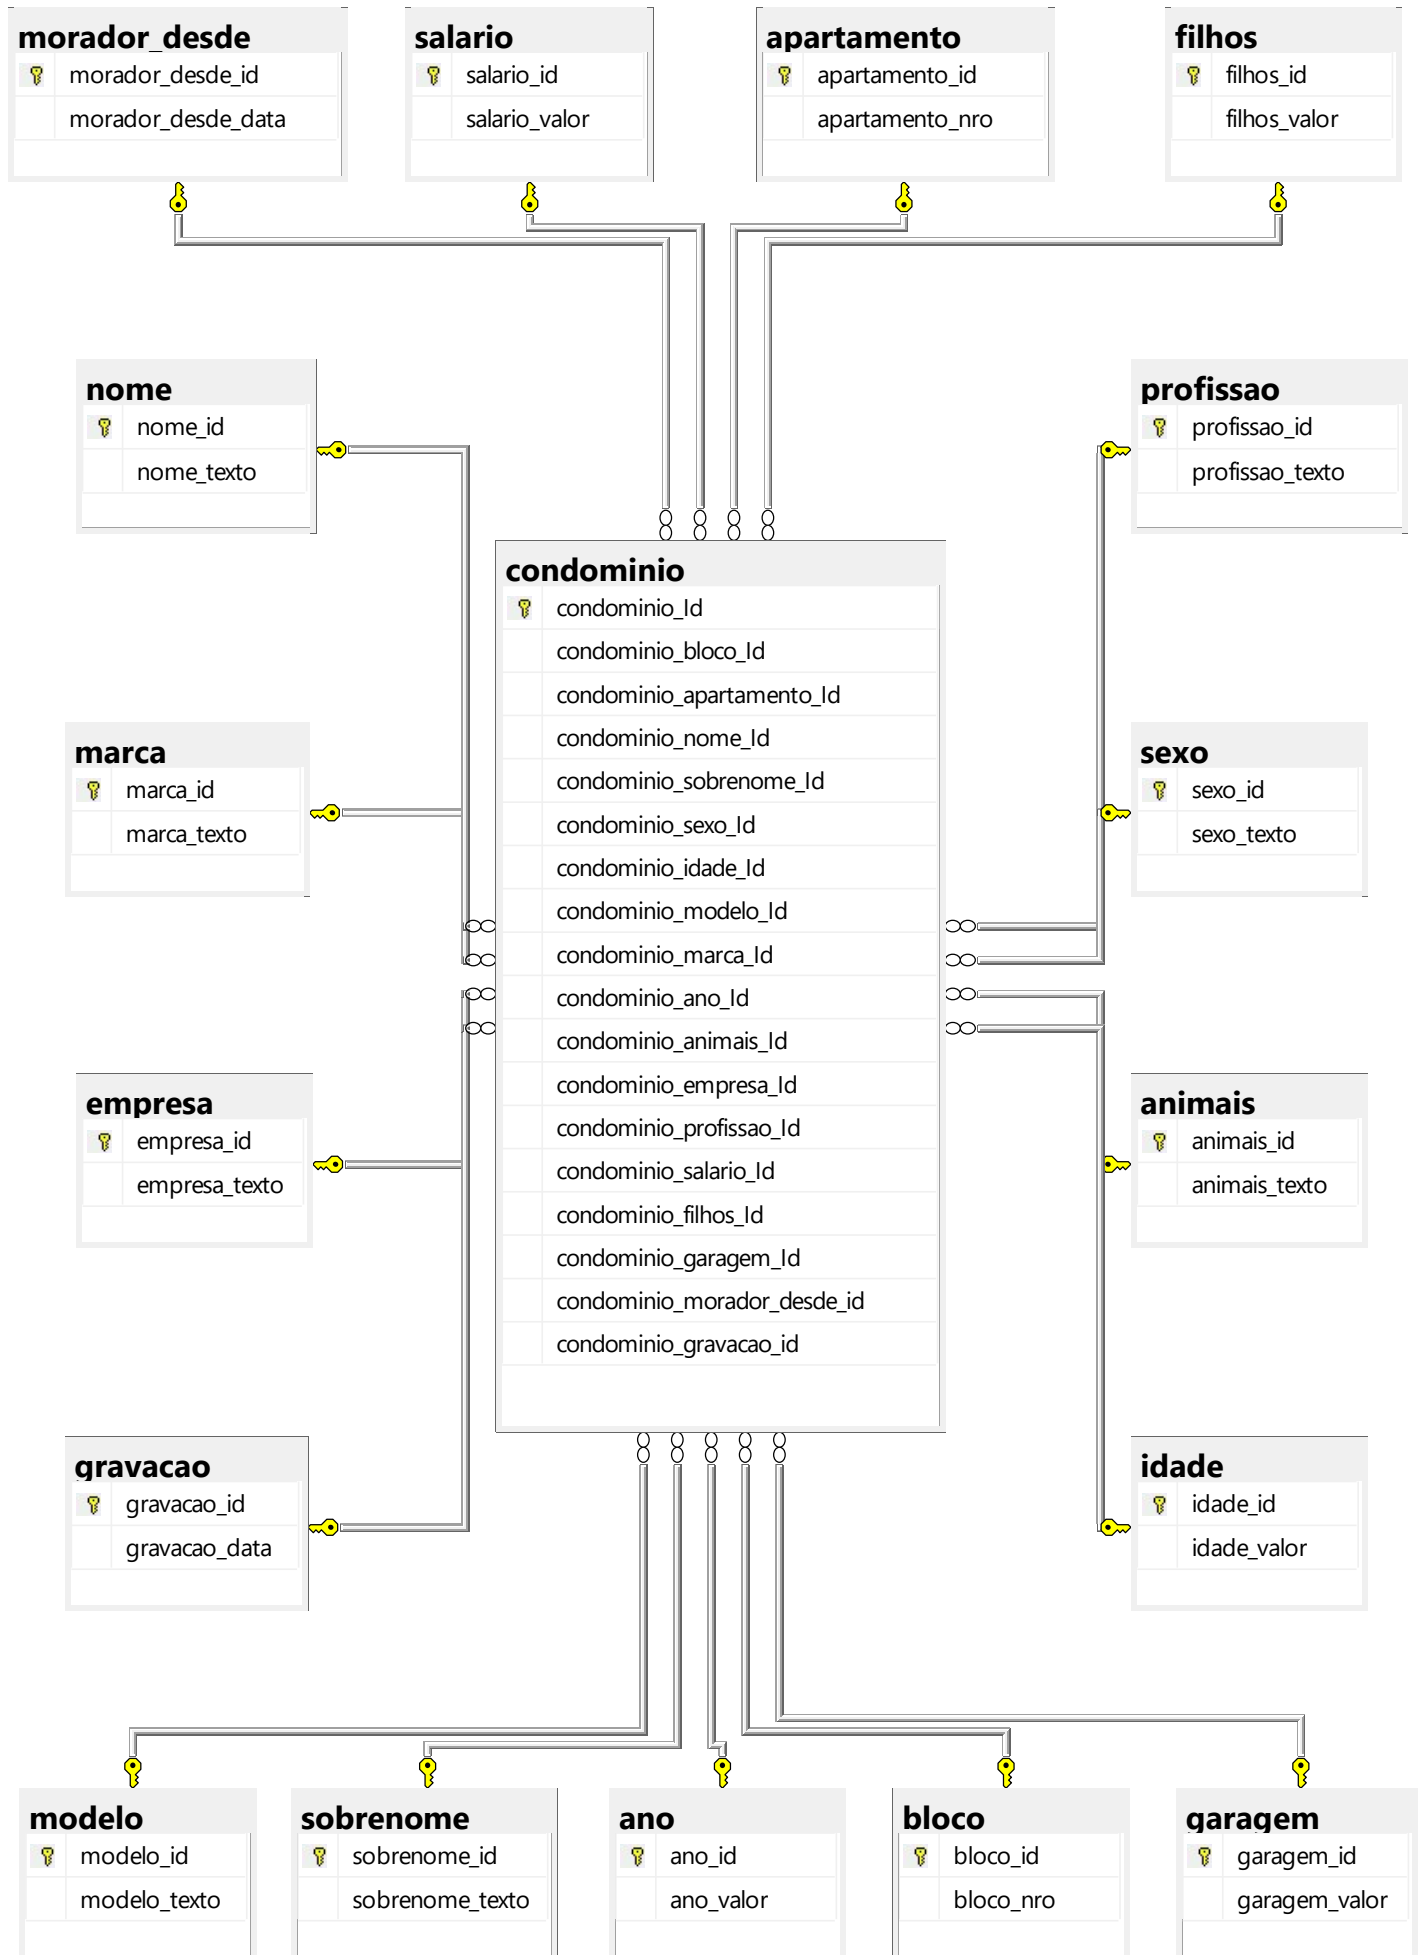 morador_desde
morador_desde_id
morador_desde_data
salario
salario_id
salario_valor
apartamento
apartamento_id
apartamento_nro
filhos
filhos_id
filhos_valor
nome
nome_id
nome_texto
profissao
profissao_id
profissao_texto
condominio
condominio_Id
condominio_bloco_Id
condominio_apartamento_Id
condominio_nome_Id
condominio_sobrenome_Id
condominio_sexo_Id
condominio_idade_Id
condominio_modelo_Id
condominio_marca_Id
condominio_ano_Id
condominio_animais_Id
condominio_empresa_Id
condominio_profissao_Id
condominio_salario_Id
condominio_filhos_Id
condominio_garagem_Id
condominio_morador_desde_id
condominio_gravacao_id
marca
marca_id
marca_texto
sexo
sexo_id
sexo_texto
empresa
empresa_id
empresa_texto
animais
animais_id
animais_texto
gravacao
gravacao_id
gravacao_data
idade
idade_id
idade_valor
modelo
modelo_id
modelo_texto
sobrenome
sobrenome_id
sobrenome_texto
ano
ano_id
ano_valor
bloco
bloco_id
bloco_nro
garagem
garagem_id
garagem_valor